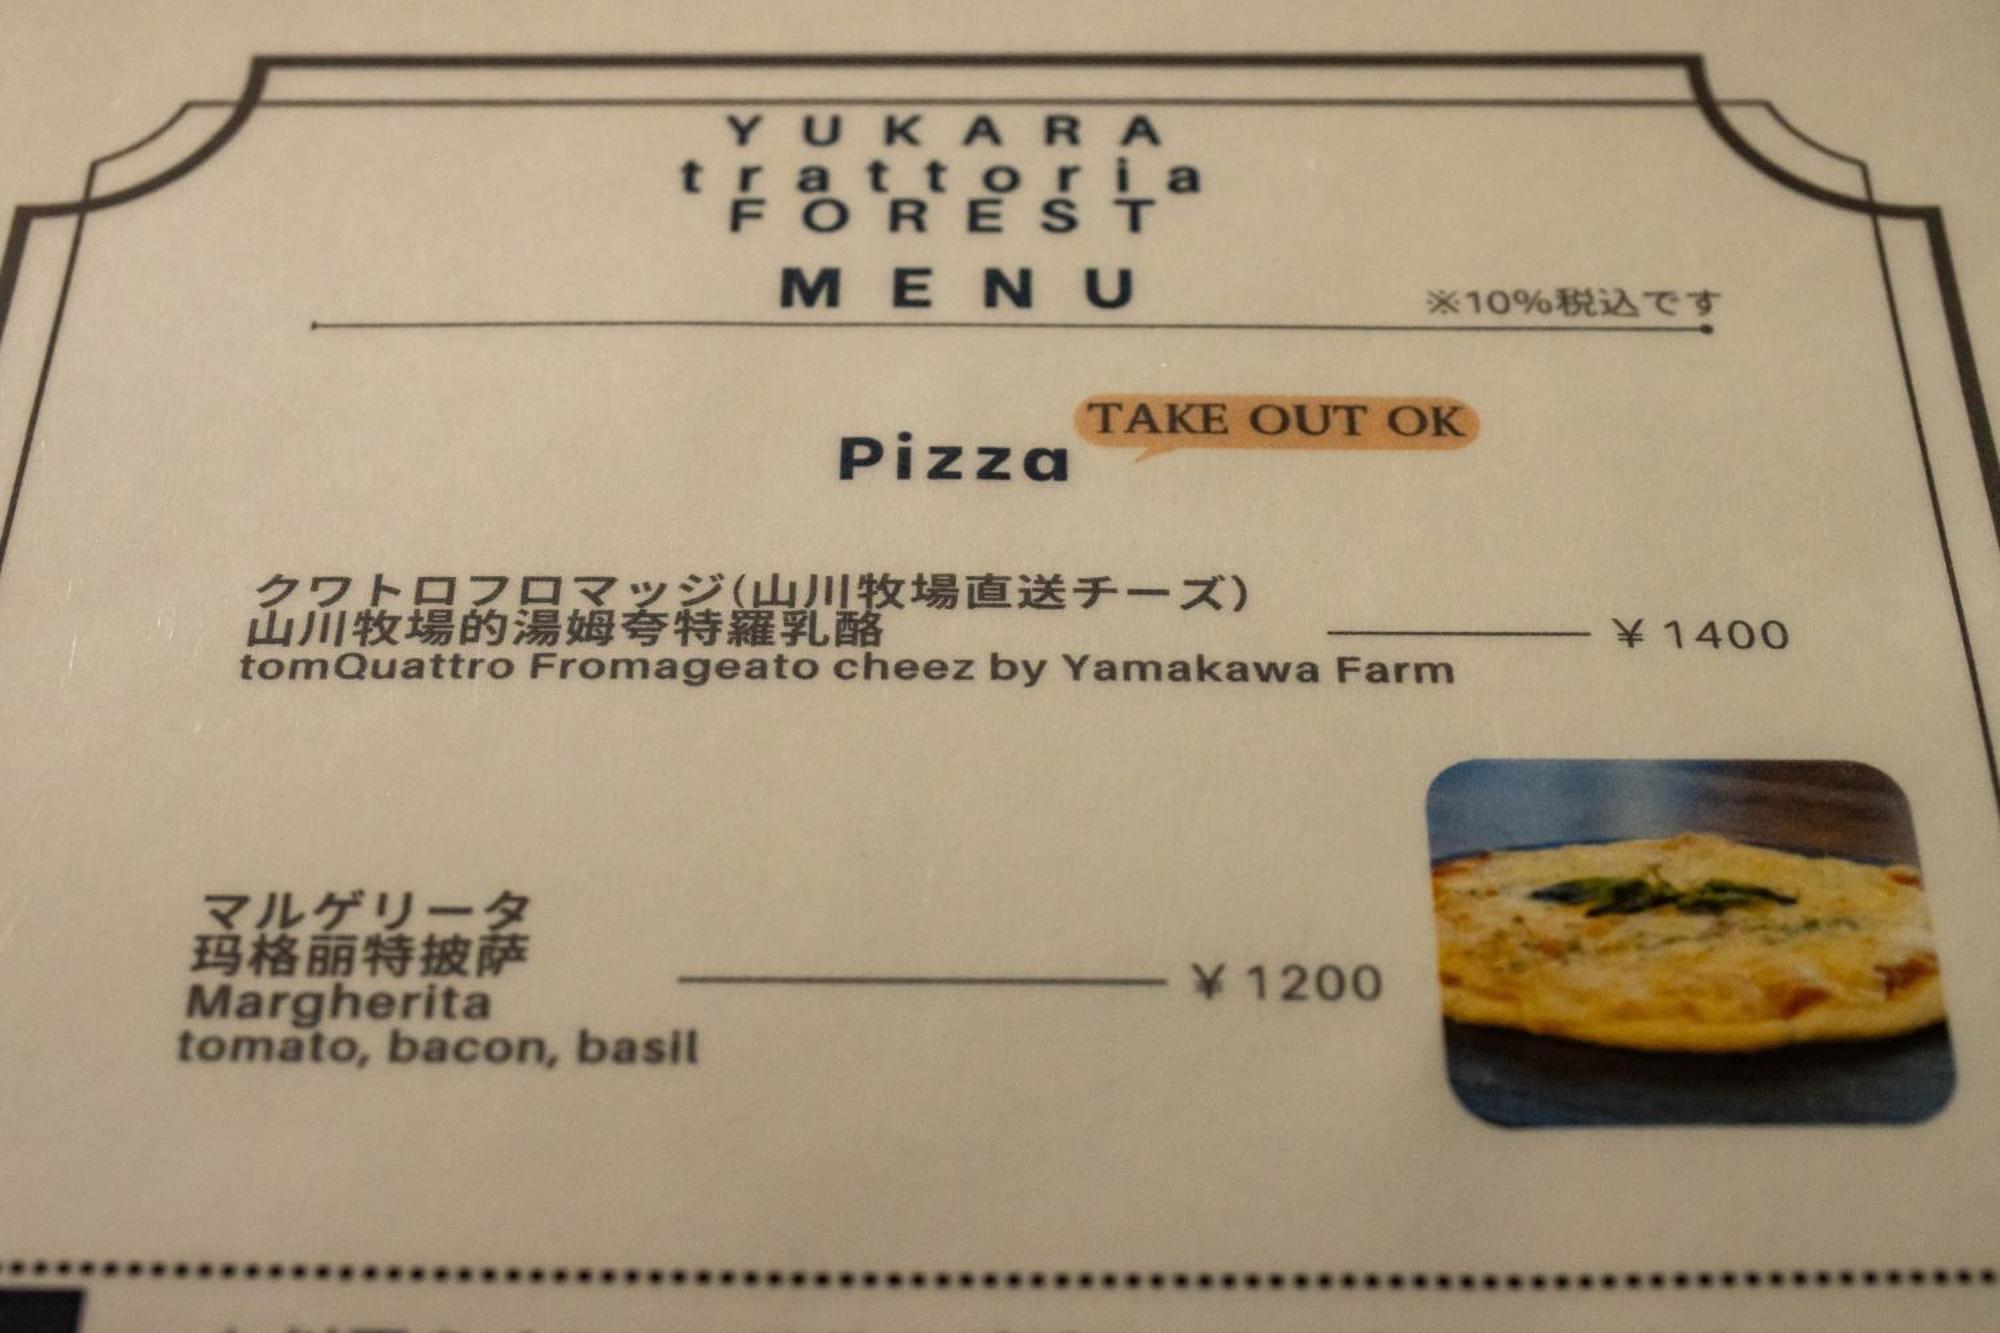 YUKARA
trattoria
FOREST
MENU
※10%税込です
TAKE OUT OK
Pizza
クワトロフロマッジ(山川牧場直送チーズ)
山川牧場的湯姆夸特羅乳酪
tomQuattro Fromageato cheez by Yamakawa Farm
¥1400
マルゲリータ
玛格丽特披萨
Margherita
tomato, bacon, basil
¥1200